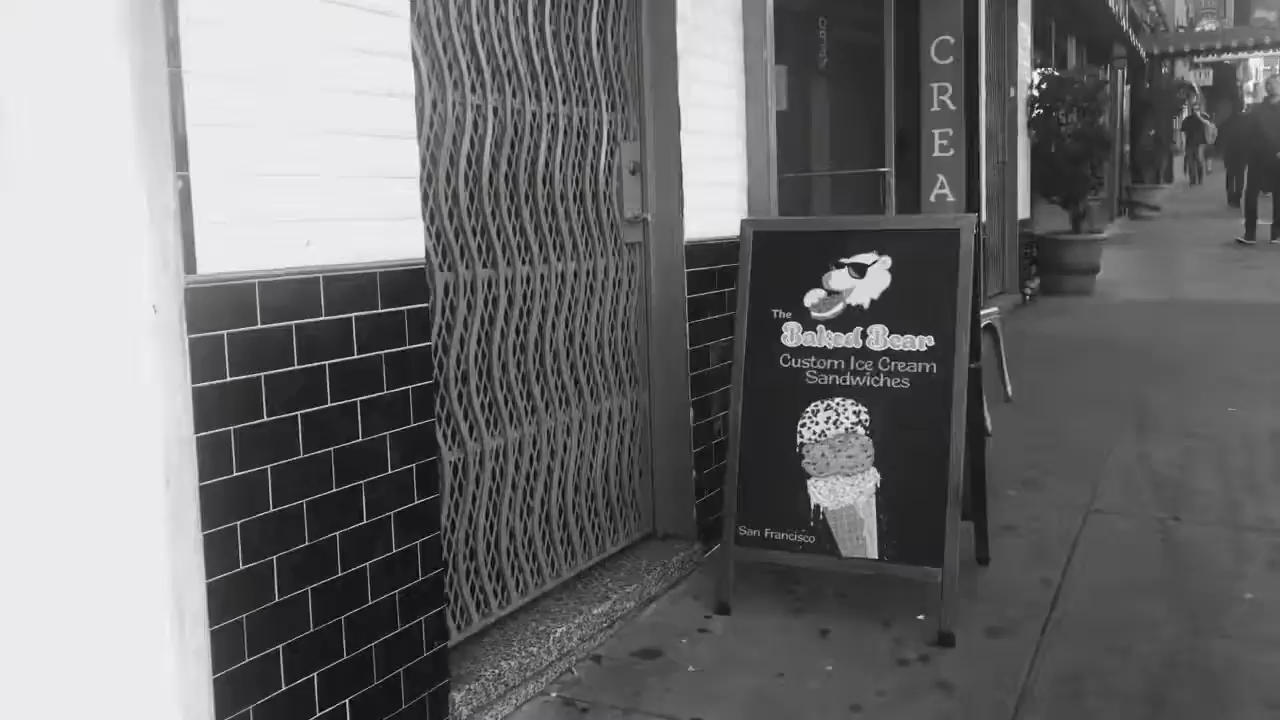 CREA
The
Baked Bear
Custom Ice Cream
Sandwiches
San Francisco